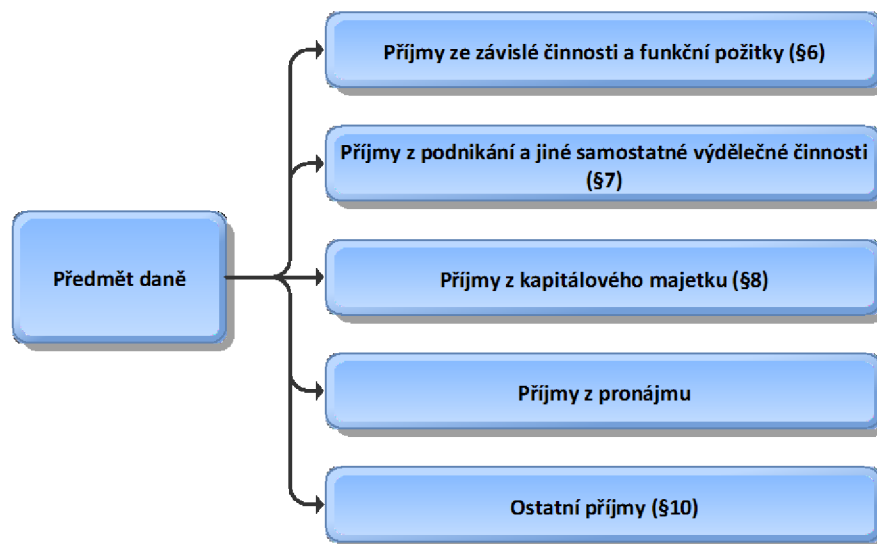 Předmět daně
Příjmy ze závislé činnosti a funkční požitky (§6)
Příjmy z podnikání a jiné samostatné výdělečné činnosti
(§7)
Příjmy z kapitálového majetku (§8)
Příjmy z pronájmu
Ostatní příjmy (§10)